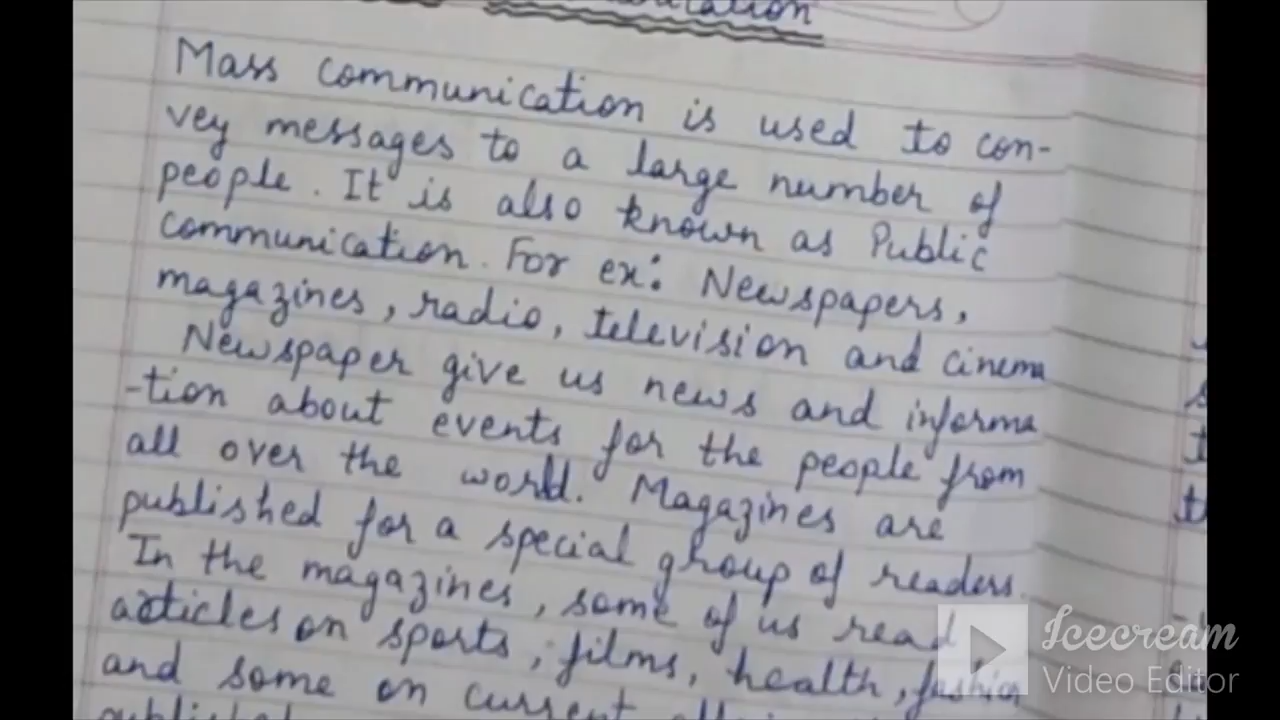 Mass communication is used to con-
vey messages to a large number of
people. It is also known as Public
communication. For ex: Newspapers,
magazines, radio, television and cinema
Newspaper give us news and informa
-tion about events for the people from
all over the world. Magazines are
published for a special group of readers.
In the magazines, some of us read
articles on sports, films, health, fashion
and some on current
Icecream
Video Editor